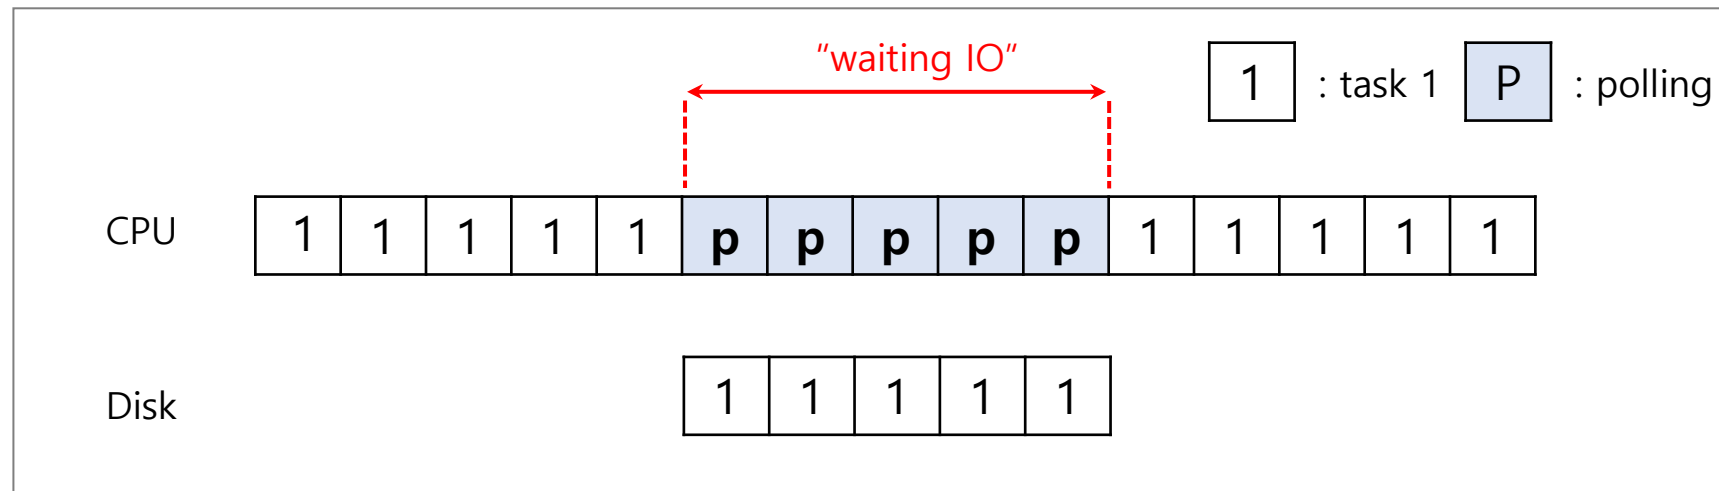 "waiting IO"
1 : task 1 P : polling
CPU 1 1 1 1 1 p p p p p 1 1 1 1 1
Disk 1 1 1 1 1